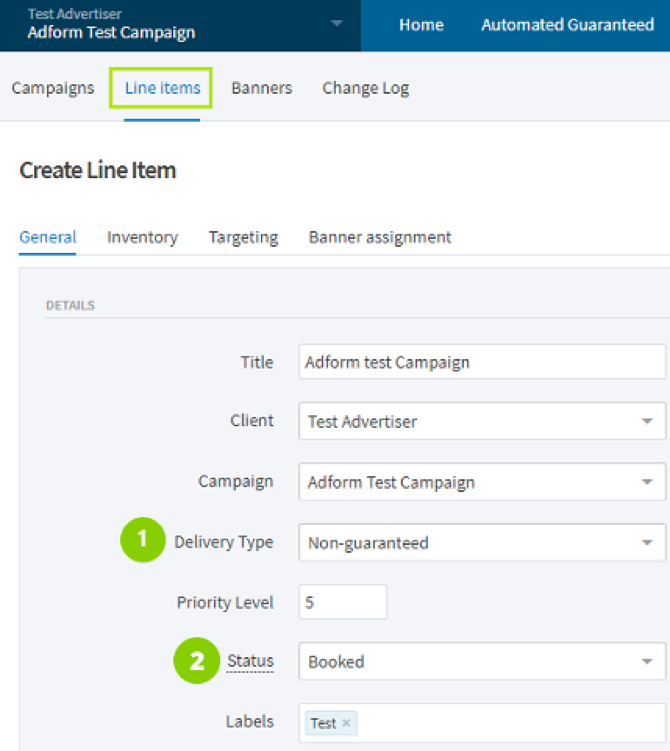 Test Advertiser
Adform Test Campaign
Home Automated Guaranteed
Campaigns Line items Banners Change Log
Create Line Item
General Inventory Targeting Banner assignment
DETAILS
Title Adform test Campaign
Client Test Advertiser
Campaign Adform Test Campaign
1 Delivery Type Non-guaranteed
Priority Level 5
2 Status Booked
Labels Test ×